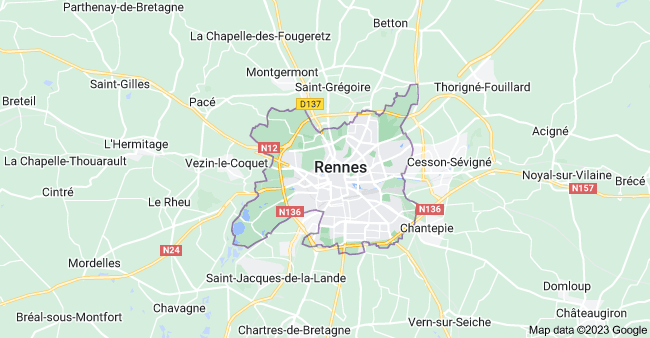 Parthenay-de-Bretagne
Betton
La Chapelle-des-Fougeretz
Montgermont
Saint-Gilles
Saint-Grégoire
Thorigné-Fouillard
Breteil
Pacé
D137
Acigné
L'Hermitage
N12
La Chapelle-Thouarault
Vezin-le-Coquet
Rennes
Cesson-Sévigné
Noyal-sur-Vilaine
Brécé
N157
Cintré
Le Rheu
N136
N136
Chantepie
N24
Mordelles
Saint-Jacques-de-la-Lande
Domloup
Chavagne
Châteaugiron
Bréal-sous-Montfort
Vern-sur-Seiche
Chartres-de-Bretagne
Map data ©2023 Google